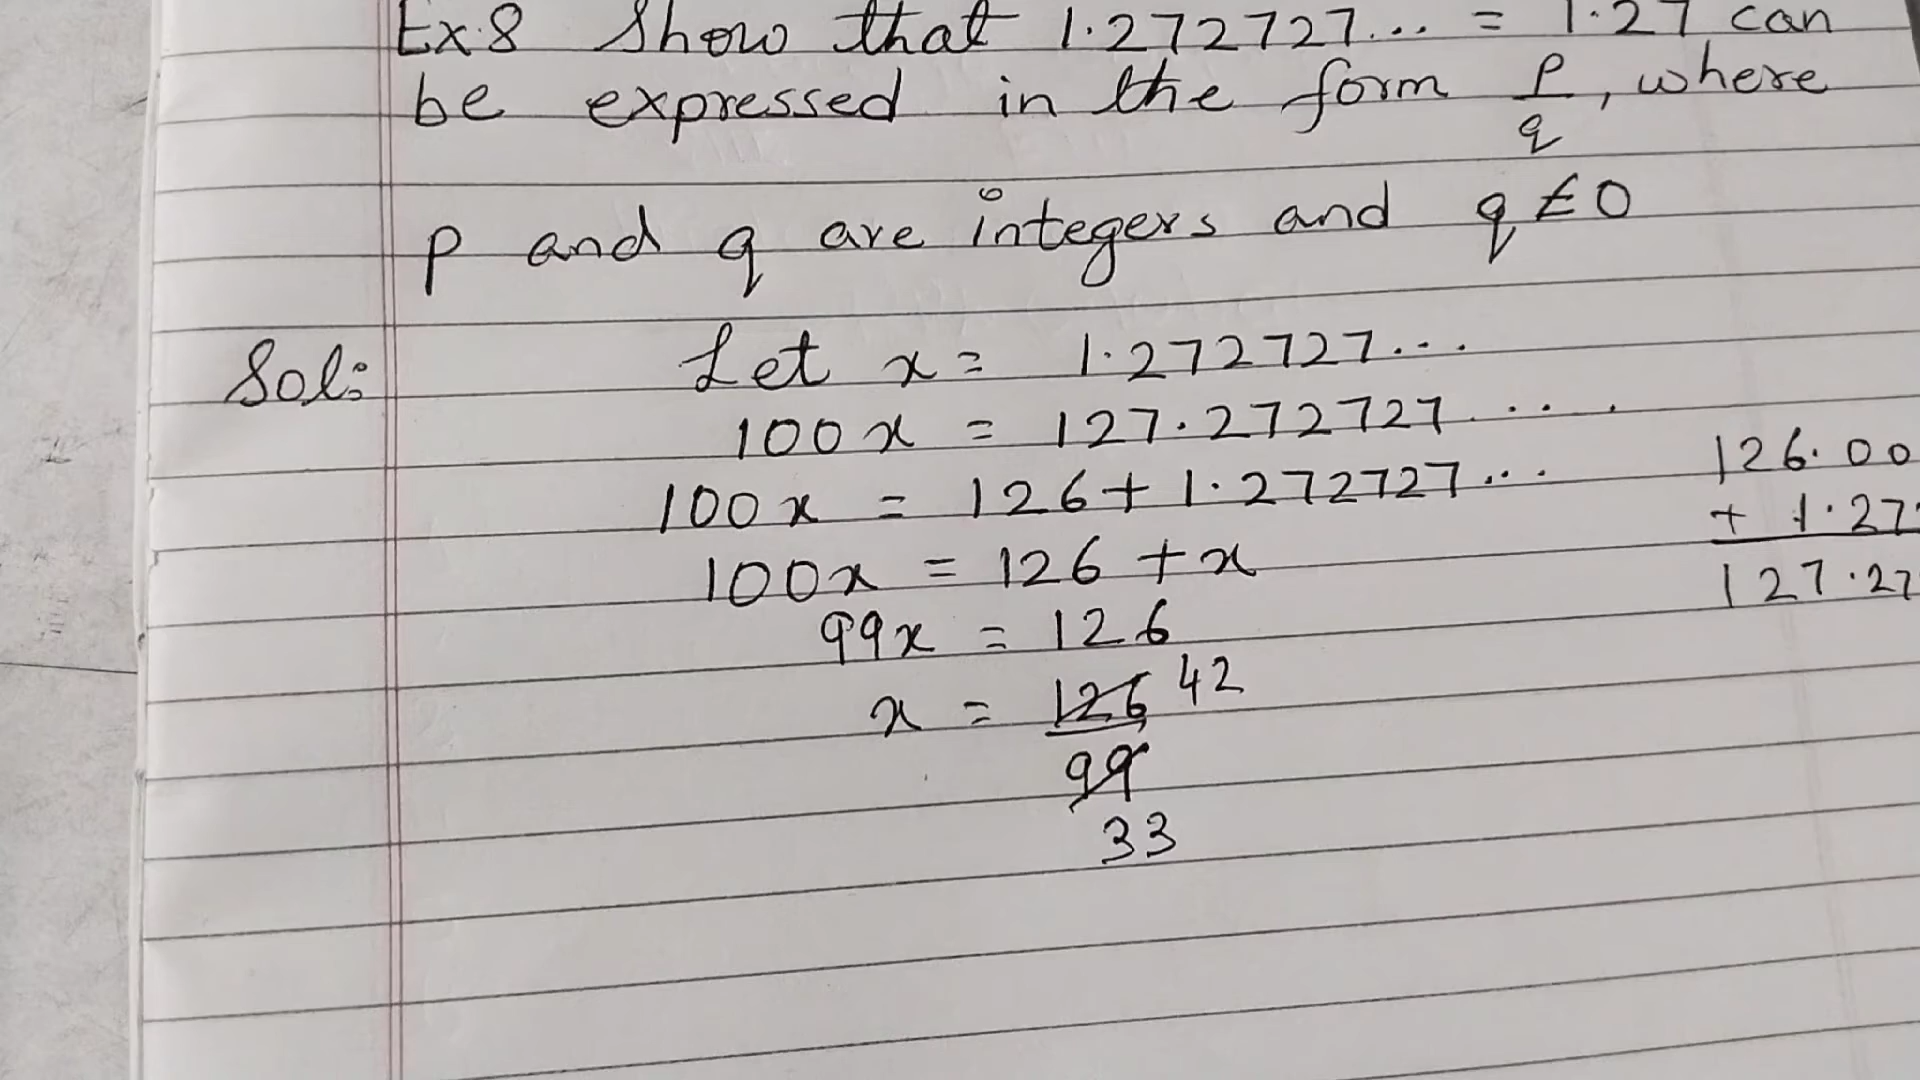 Ex.8 Show that 1.272727... = 1.27 can
be expressed in the form p/q, where
p and q are integers and q ≠ 0
Sol: Let x = 1.272727...
100x = 127.272727.....
100x = 126 + 1.272727...
100x = 126 + x
99x = 126
x = 126 42
99
33
126.00
+ 1.27
127.27